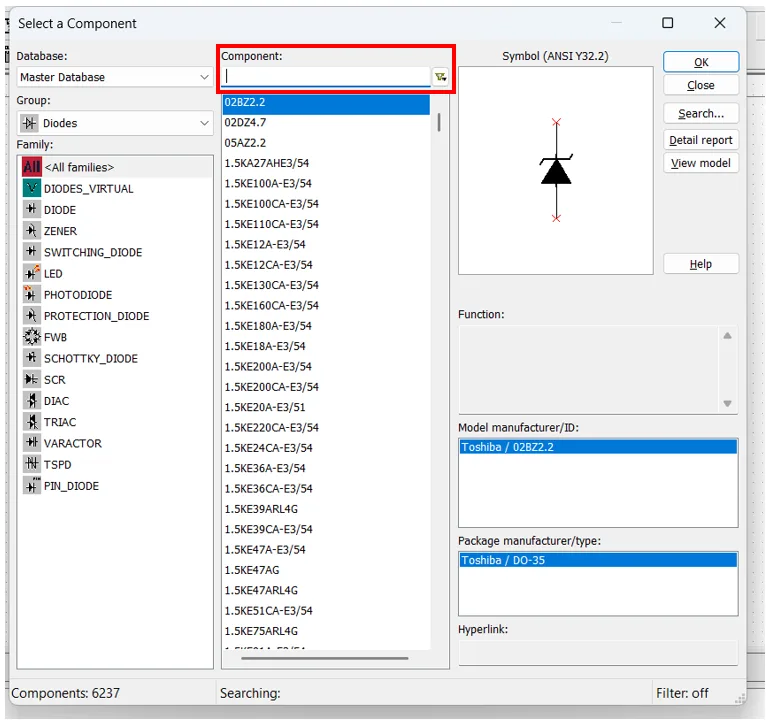 Select a Component
Database:
Master Database
Group:
Diodes
Family:
All <All families>
DIODES_VIRTUAL
DIODE
ZENER
SWITCHING_DIODE
LED
PHOTODIODE
PROTECTION_DIODE
FWB
SCHOTTKY_DIODE
SCR
DIAC
TRIAC
VARACTOR
TSPD
PIN_DIODE
Component:
02BZ2.2
02DZ4.7
05AZ2.2
1.5KA27AHE3/54
1.5KE100A-E3/54
1.5KE100CA-E3/54
1.5KE110CA-E3/54
1.5KE12A-E3/54
1.5KE12CA-E3/54
1.5KE130CA-E3/54
1.5KE160CA-E3/54
1.5KE180A-E3/54
1.5KE18A-E3/54
1.5KE200A-E3/54
1.5KE200CA-E3/54
1.5KE20A-E3/51
1.5KE220CA-E3/54
1.5KE24CA-E3/54
1.5KE36A-E3/54
1.5KE36CA-E3/54
1.5KE39ARL4G
1.5KE39CA-E3/54
1.5KE47A-E3/54
1.5KE47AG
1.5KE47ARL4G
1.5KE51CA-E3/54
1.5KE75ARL4G
Symbol (ANSI Y32.2)
OK
Close
Search...
Detail report
View model
Help
Function:
Model manufacturer/ID:
Toshiba / 02BZ2.2
Package manufacturer/type:
Toshiba / DO-35
Hyperlink:
Components: 6237
Searching:
Filter: off